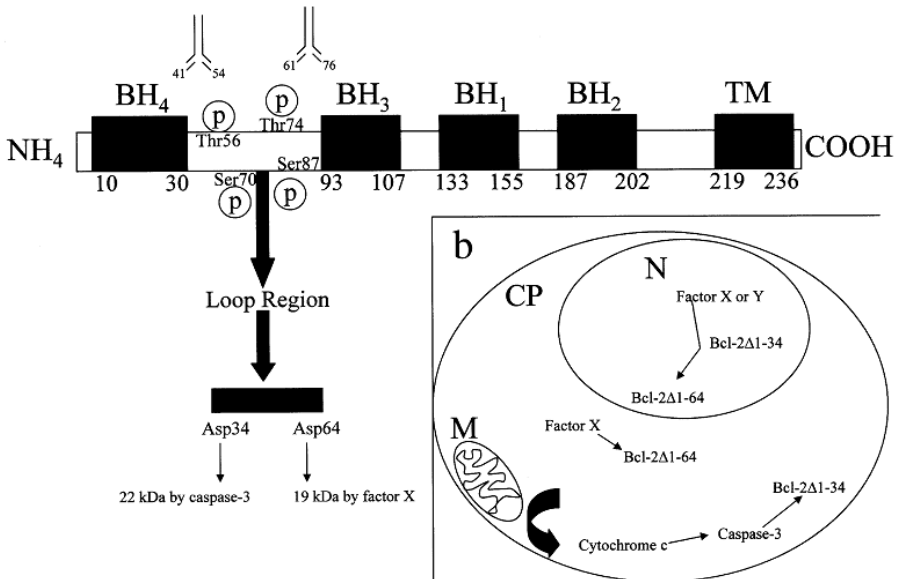 41 54 61 76
BH4 P P BH3 BH1 BH2 TM
Thr56 Thr74
NH4 COOH
Ser70 Ser87
10 30 93 107 133 155 187 202 219 236
P P
Loop Region
Asp34 Asp64
22 kDa by caspase-3 19 kDa by factor X
b
N
CP
Factor X or Y
Bcl-2Δ1-34
Bcl-2Δ1-64
M
Factor X
Bcl-2Δ1-64
Bcl-2Δ1-34
Cytochrome c Caspase-3